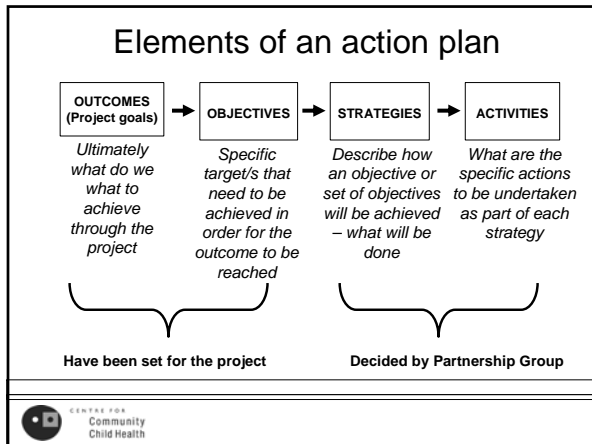 Elements of an action plan
OUTCOMES
(Project goals)
OBJECTIVES
STRATEGIES
ACTIVITIES
Ultimately
what do we
what to
achieve
through the
project
Specific
target/s that
need to be
achieved in
order for the
outcome to be
reached
Describe how
an objective or
set of objectives
will be achieved
– what will be
done
What are the
specific actions
to be undertaken
as part of each
strategy
Have been set for the project
Decided by Partnership Group
CENTRE FOR
Community
Child Health